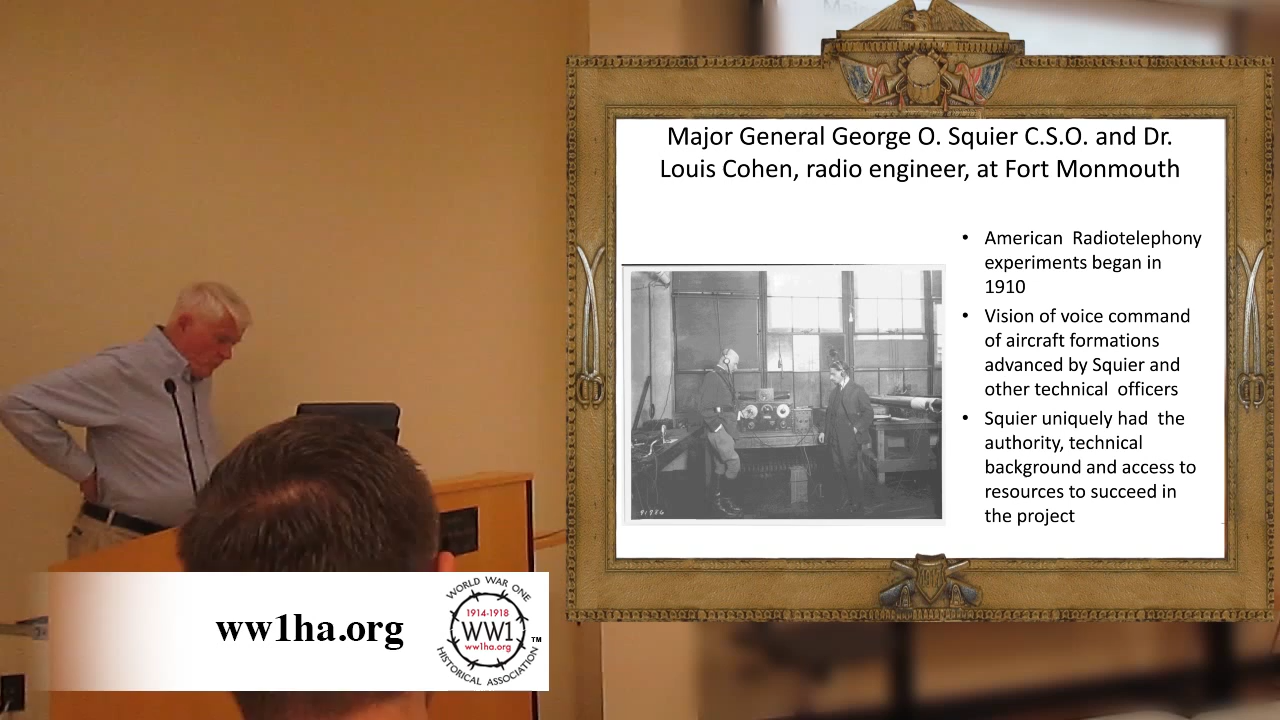 Major General George O. Squier C.S.O. and Dr.
Louis Cohen, radio engineer, at Fort Monmouth
• American Radiotelephony
experiments began in
1910
• Vision of voice command
of aircraft formations
advanced by Squier and
other technical officers
• Squier uniquely had the
authority, technical
background and access to
resources to succeed in
the project
ww1ha.org
WORLD WAR ONE
1914-1918
WW1
ww1ha.org
HISTORICAL ASSOCIATION
TM